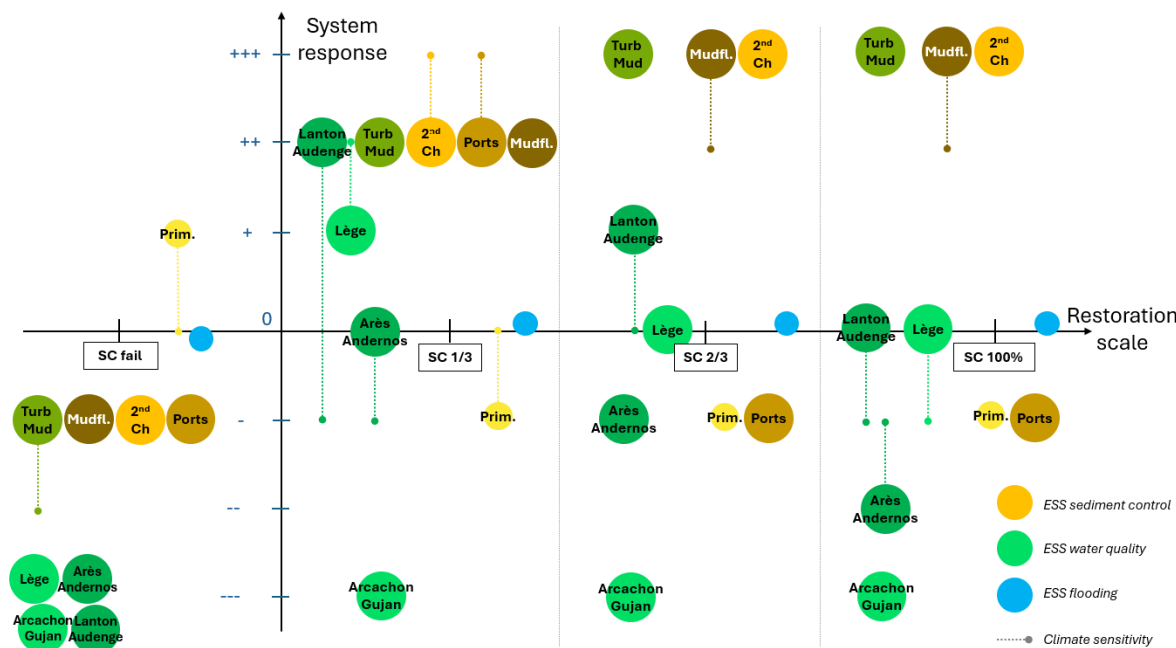 System
response
+++
Turb
Mud
Mudfl.
2nd
Ch
Turb
Mud
Mudfl.
2nd
Ch
++
Lanton
Audenge
Turb
Mud
2nd
Ch
Ports
Mudfl.
Prim.
+
Lège
Lanton
Audenge
0
Arès
Andernos
Lège
Lanton
Audenge
Lège
Restoration
scale
SC fail
SC 1/3
SC 2/3
SC 100%
Turb
Mud
Mudfl.
2nd
Ch
Ports
-
Prim.
Arès
Andernos
Prim.
Ports
Prim.
Ports
--
Arès
Andernos
ESS sediment control
ESS water quality
Lège
Arès
Andernos
---
Arcachon
Gujan
Arcachon
Gujan
Arcachon
Gujan
ESS flooding
Arcachon
Gujan
Lanton
Audenge
Climate sensitivity